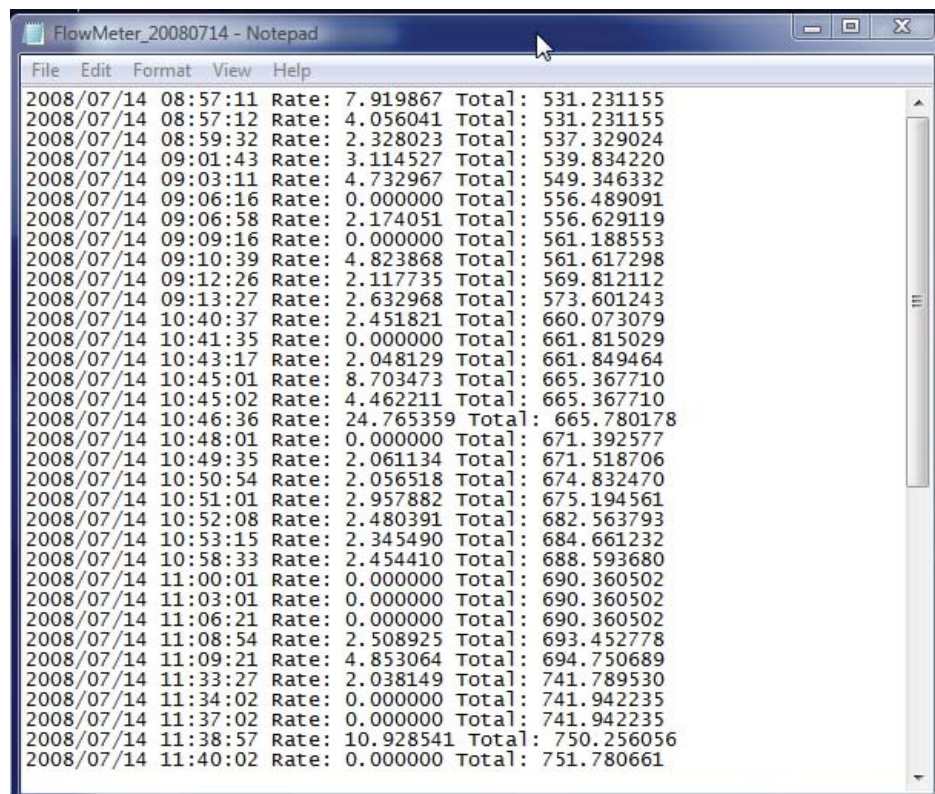 FlowMeter_20080714 - Notepad
File Edit Format View Help
2008/07/14 08:57:11 Rate: 7.919867 Total: 531.231155
2008/07/14 08:57:12 Rate: 4.056041 Total: 531.231155
2008/07/14 08:59:32 Rate: 2.328023 Total: 537.329024
2008/07/14 09:01:43 Rate: 3.114527 Total: 539.834220
2008/07/14 09:03:11 Rate: 4.732967 Total: 549.346332
2008/07/14 09:06:16 Rate: 0.000000 Total: 556.489091
2008/07/14 09:06:58 Rate: 2.174051 Total: 556.629119
2008/07/14 09:09:16 Rate: 0.000000 Total: 561.188553
2008/07/14 09:10:39 Rate: 4.823868 Total: 561.617298
2008/07/14 09:12:26 Rate: 2.117735 Total: 569.812112
2008/07/14 09:13:27 Rate: 2.632968 Total: 573.601243
2008/07/14 10:40:37 Rate: 2.451821 Total: 660.073079
2008/07/14 10:41:35 Rate: 0.000000 Total: 661.815029
2008/07/14 10:43:17 Rate: 2.048129 Total: 661.849464
2008/07/14 10:45:01 Rate: 8.703473 Total: 665.367710
2008/07/14 10:45:02 Rate: 4.462211 Total: 665.367710
2008/07/14 10:46:36 Rate: 24.765359 Total: 665.780178
2008/07/14 10:48:01 Rate: 0.000000 Total: 671.392577
2008/07/14 10:49:35 Rate: 2.061134 Total: 671.518706
2008/07/14 10:50:54 Rate: 2.056518 Total: 674.832470
2008/07/14 10:51:01 Rate: 2.957882 Total: 675.194561
2008/07/14 10:52:08 Rate: 2.480391 Total: 682.563793
2008/07/14 10:53:15 Rate: 2.345490 Total: 684.661232
2008/07/14 10:58:33 Rate: 2.454410 Total: 688.593680
2008/07/14 11:00:01 Rate: 0.000000 Total: 690.360502
2008/07/14 11:03:01 Rate: 0.000000 Total: 690.360502
2008/07/14 11:06:21 Rate: 0.000000 Total: 690.360502
2008/07/14 11:08:54 Rate: 2.508925 Total: 693.452778
2008/07/14 11:09:21 Rate: 4.853064 Total: 694.750689
2008/07/14 11:33:27 Rate: 2.038149 Total: 741.789530
2008/07/14 11:34:02 Rate: 0.000000 Total: 741.942235
2008/07/14 11:37:02 Rate: 0.000000 Total: 741.942235
2008/07/14 11:38:57 Rate: 10.928541 Total: 750.256056
2008/07/14 11:40:02 Rate: 0.000000 Total: 751.780661